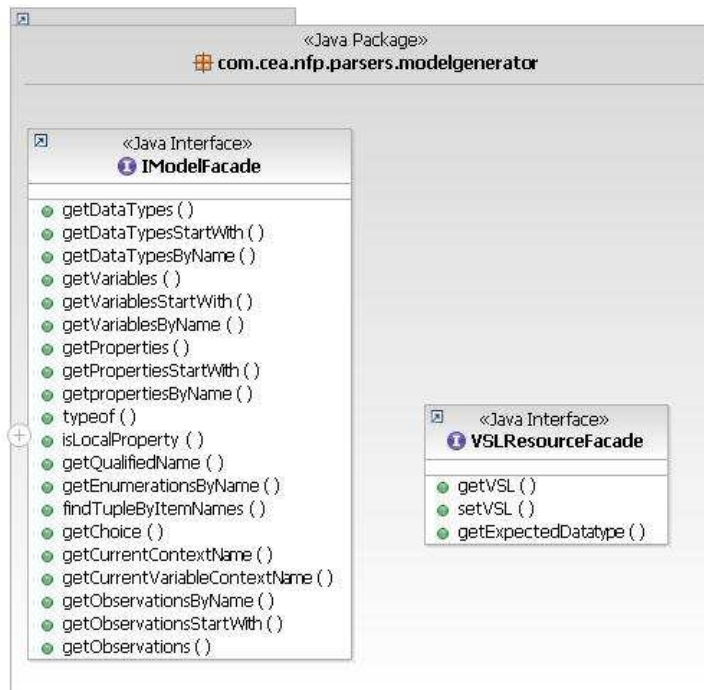 «Java Package»
com.cea.nfp.parsers.modelgenerator
«Java Interface»
IModelFacade
getDataTypes ( )
getDataTypesStartWith ( )
getDataTypesByName ( )
getVariables ( )
getVariablesStartWith ( )
getVariablesByName ( )
getProperties ( )
getPropertiesStartWith ( )
getpropertiesByName ( )
typeof ( )
isLocalProperty ( )
getQualifiedName ( )
getEnumerationsByName ( )
findTupleByItemNames ( )
getChoice ( )
getCurrentContextName ( )
getCurrentVariableContextName ( )
getObservationsByName ( )
getObservationsStartWith ( )
getObservations ( )
«Java Interface»
VSLResourceFacade
getVSL ( )
setVSL ( )
getExpectedDatatype ( )